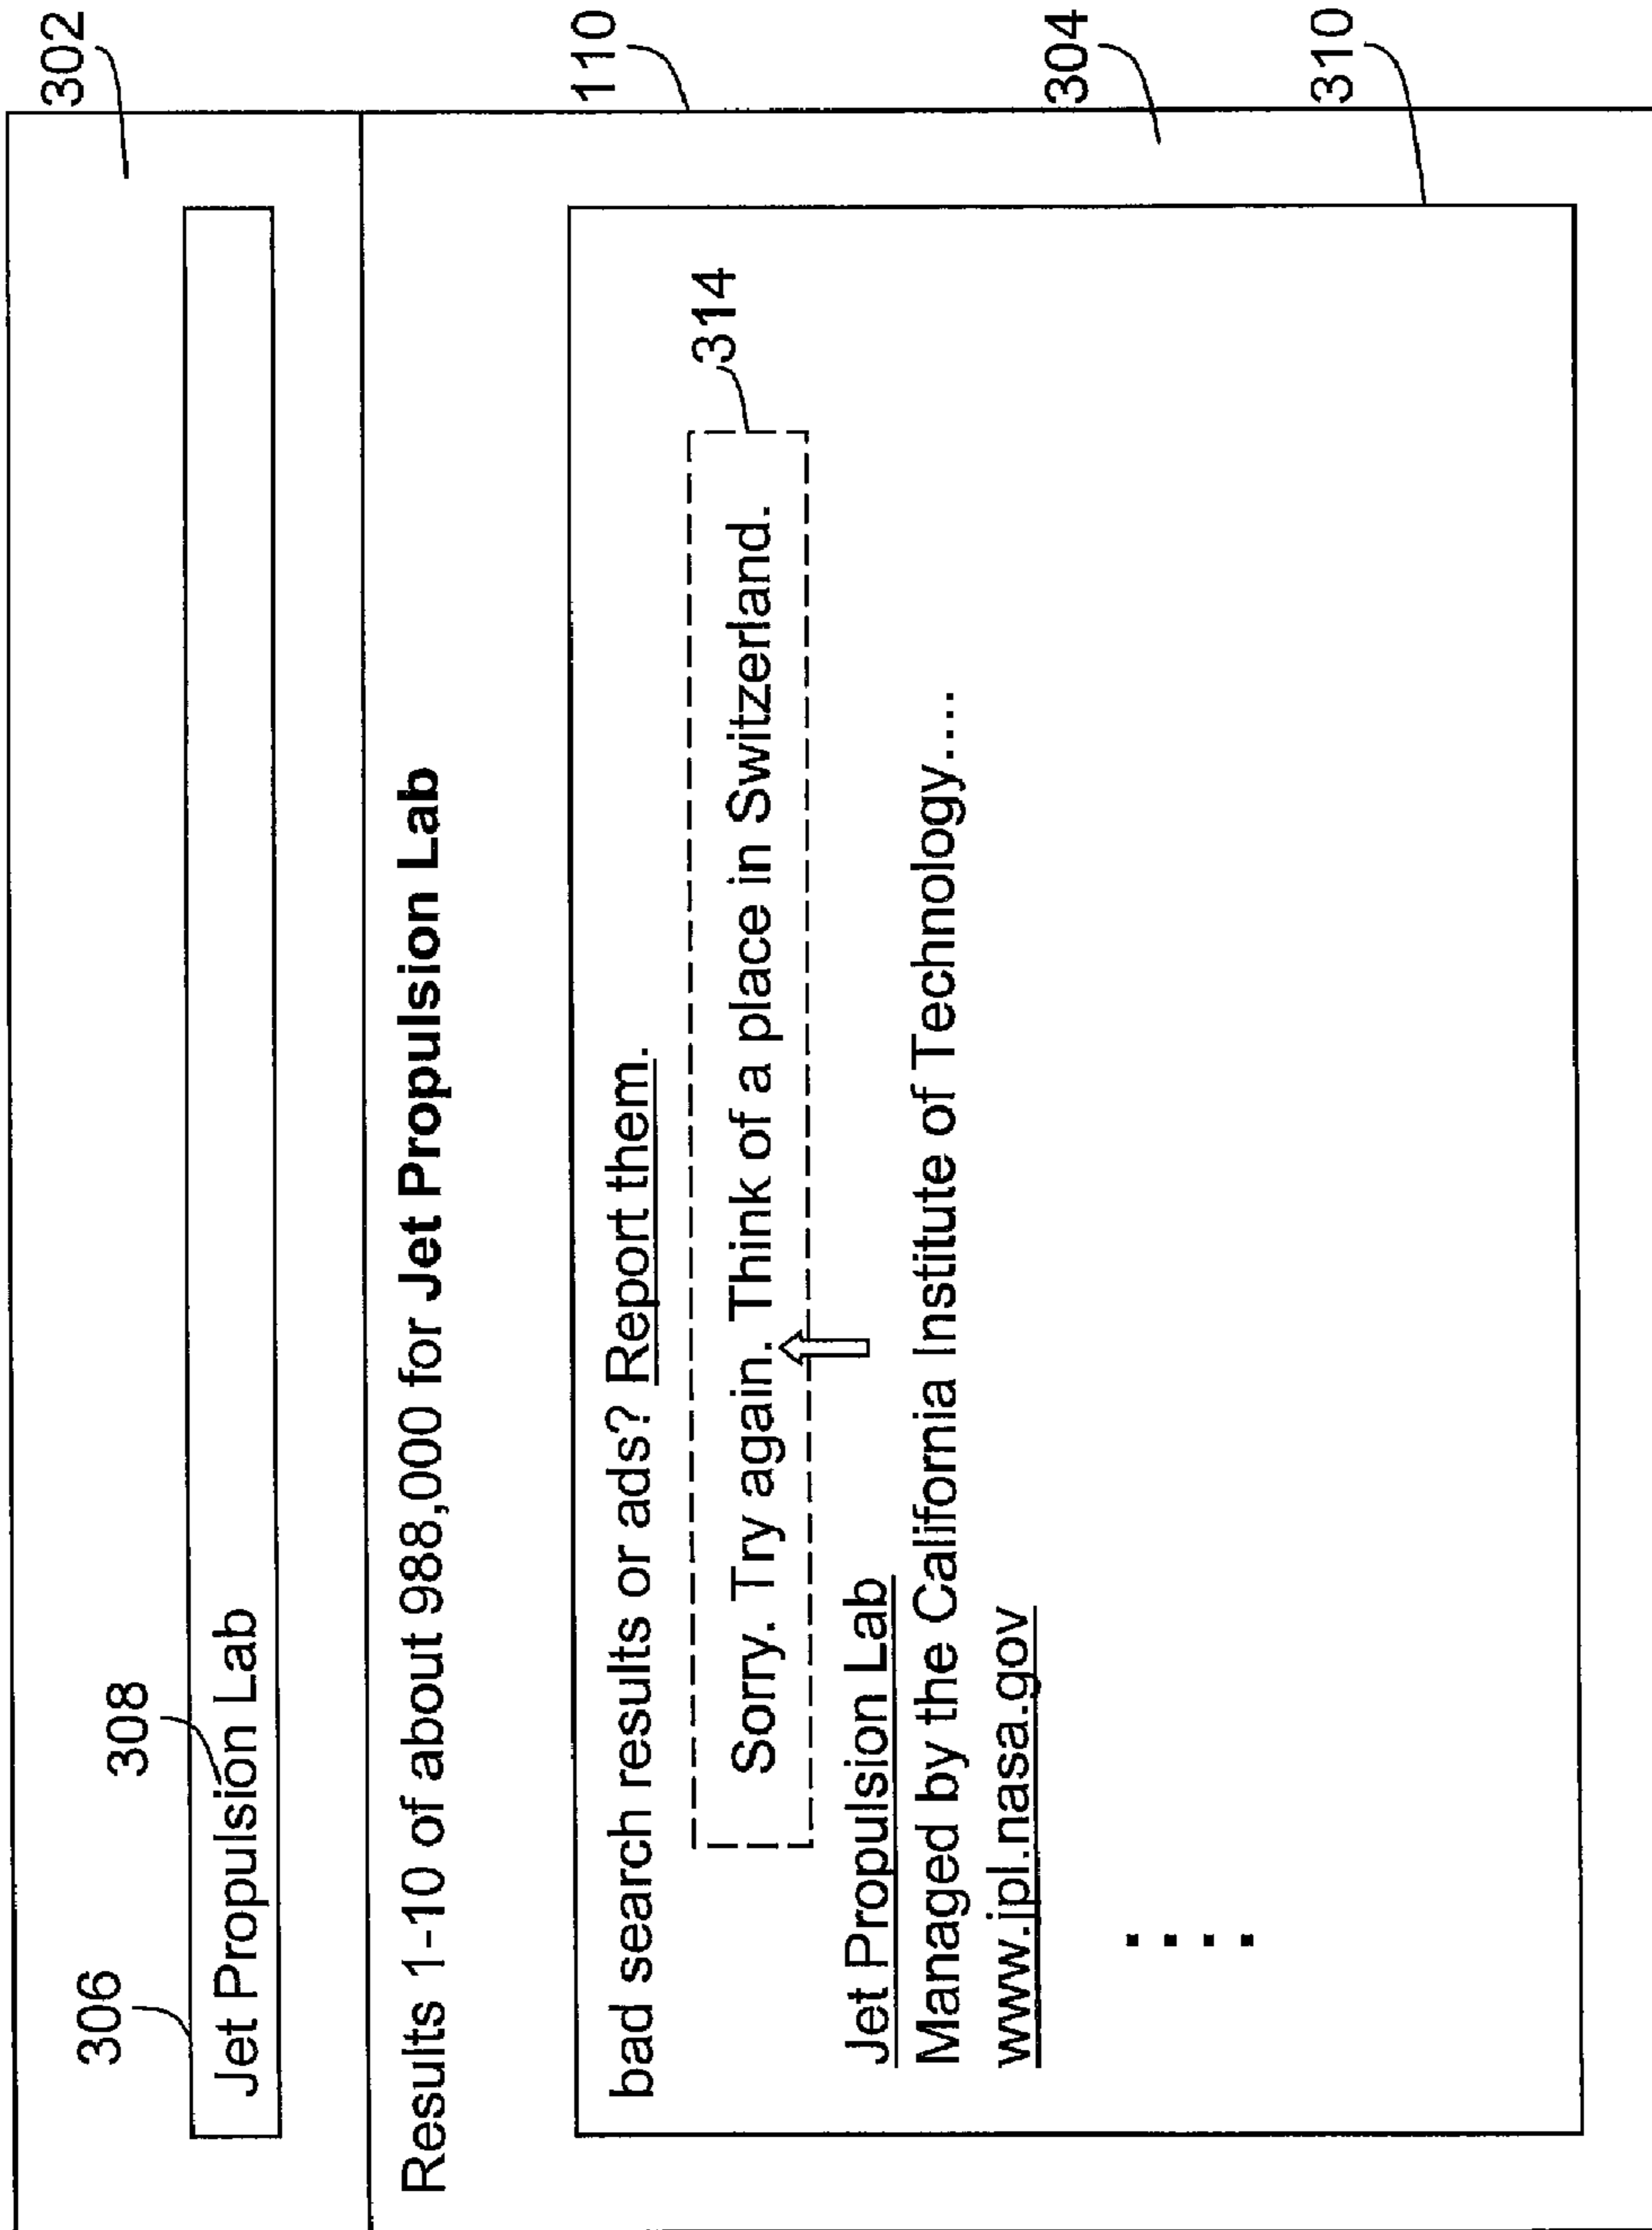 302
306
308
Jet Propulsion Lab
Results 1-10 of about 988,000 for Jet Propulsion Lab
110
bad search results or ads? Report them.
314
Sorry. Try again. Think of a place in Switzerland.
Jet Propulsion Lab
Managed by the California Institute of Technology....
www.jpl.nasa.gov
....
304
310